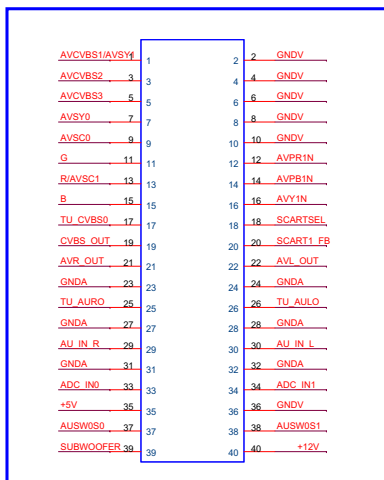 AVCVBS1/AVSY1 1 1 2 2 GNDV
AVCVBS2 3 3 4 4 GNDV
AVCVBS3 5 5 6 6 GNDV
AVSY0 7 7 8 8 GNDV
AVSC0 9 9 10 10 GNDV
G 11 11 12 12 AVPR1N
R/AVSC1 13 13 14 14 AVPB1N
B 15 15 16 16 AVY1N
TU_CVBS0 17 17 18 18 SCARTSEL
CVBS_OUT 19 19 20 20 SCART1_FB
AVR_OUT 21 21 22 22 AVL_OUT
GNDA 23 23 24 24 GNDA
TU_AURO 25 25 26 26 TU_AULO
GNDA 27 27 28 28 GNDA
AU_IN_R 29 29 30 30 AU_IN_L
GNDA 31 31 32 32 GNDA
ADC_IN0 33 33 34 34 ADC_IN1
+5V 35 35 36 36 GNDV
AUSW0S0 37 37 38 38 AUSW0S1
SUBWOOFER 39 39 40 40 +12V